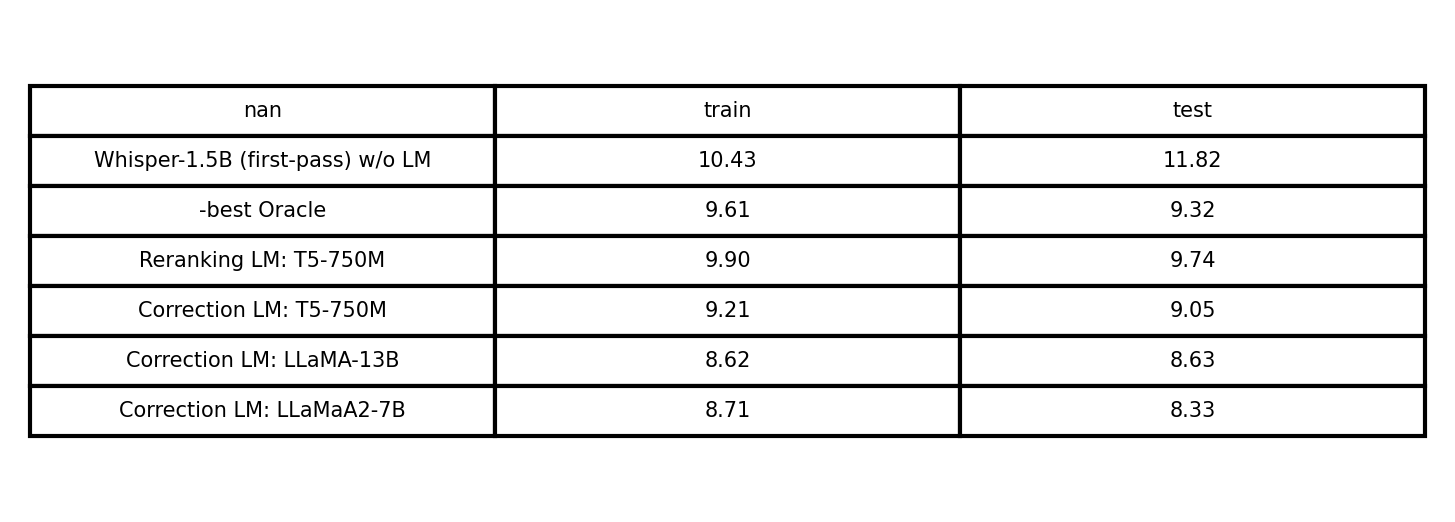 nan train test
Whisper-1.5B (first-pass) w/o LM 10.43 11.82
-best Oracle 9.61 9.32
Reranking LM: T5-750M 9.90 9.74
Correction LM: T5-750M 9.21 9.05
Correction LM: LLaMA-13B 8.62 8.63
Correction LM: LLaMaA2-7B 8.71 8.33